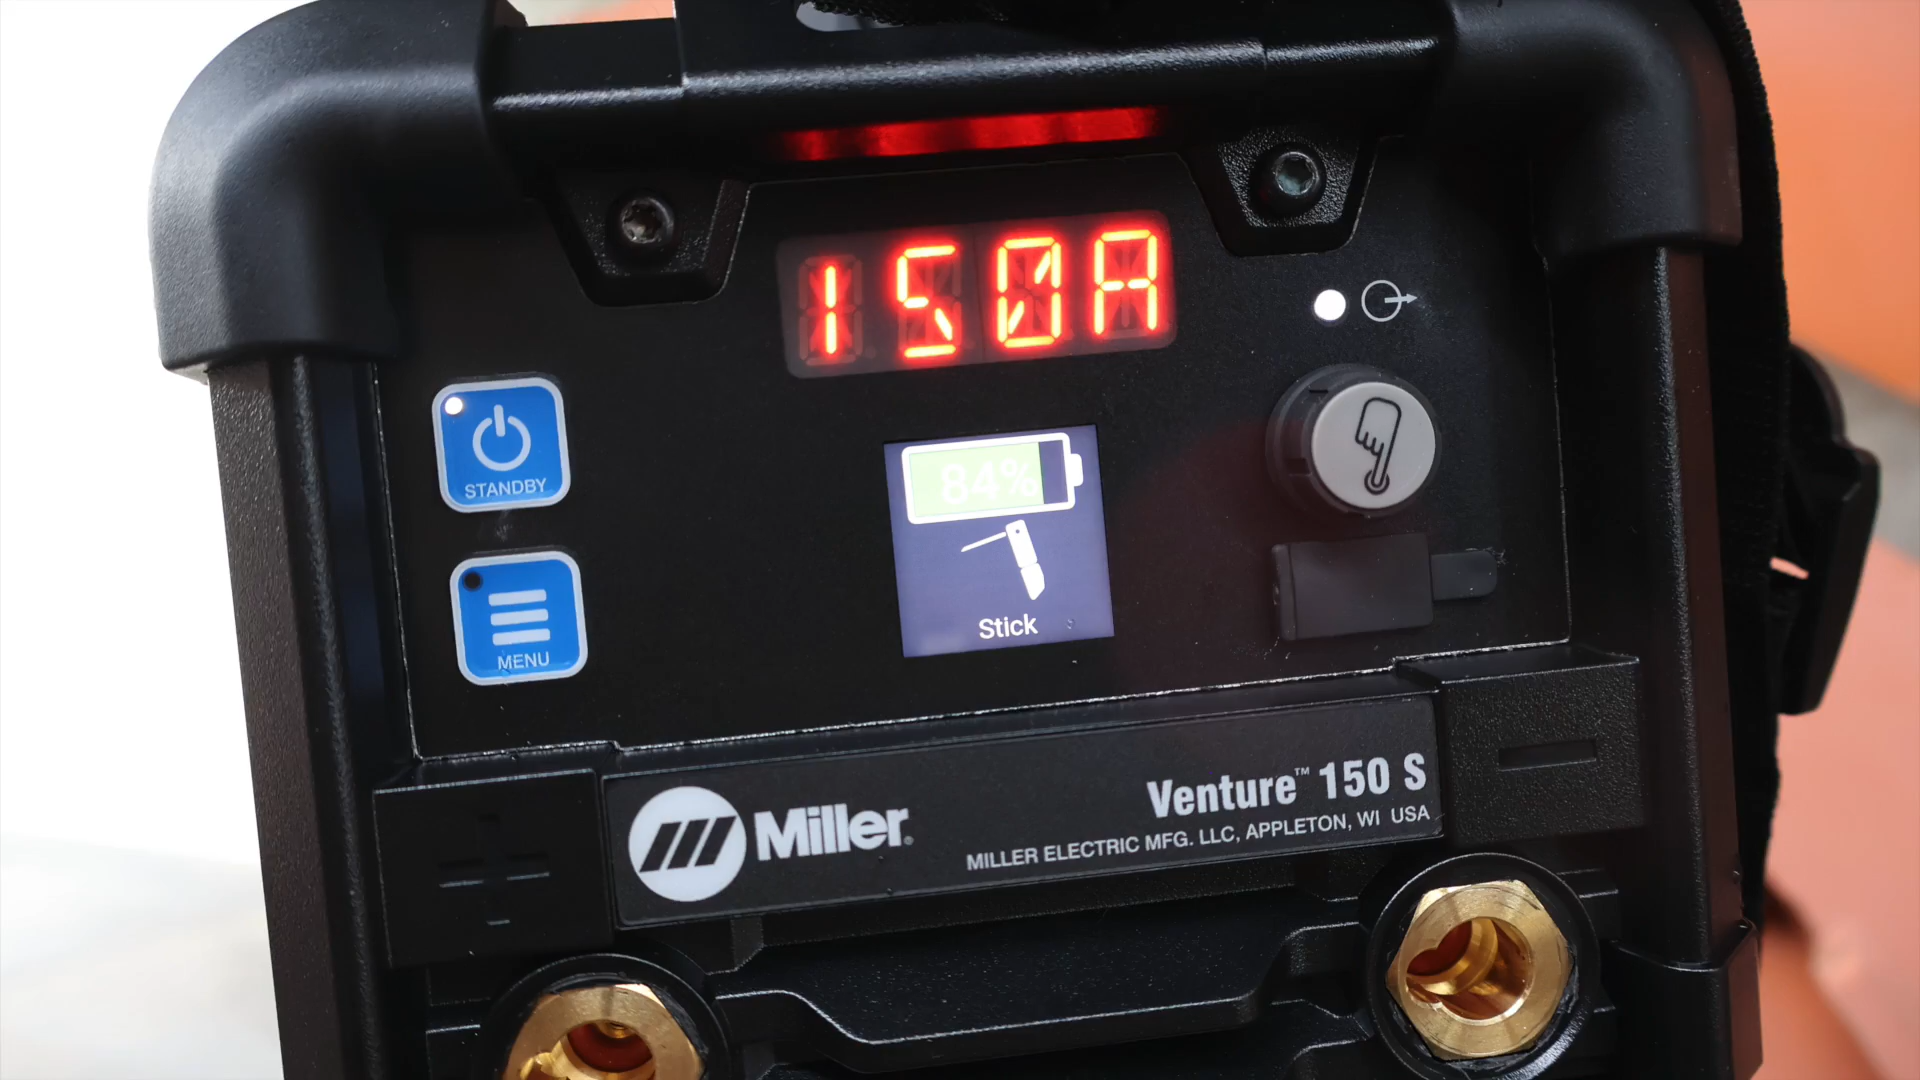 150A
STANDBY
84%
MENU
Stick
Miller®
Venture™ 150 S
MILLER ELECTRIC MFG. LLC, APPLETON, WI USA